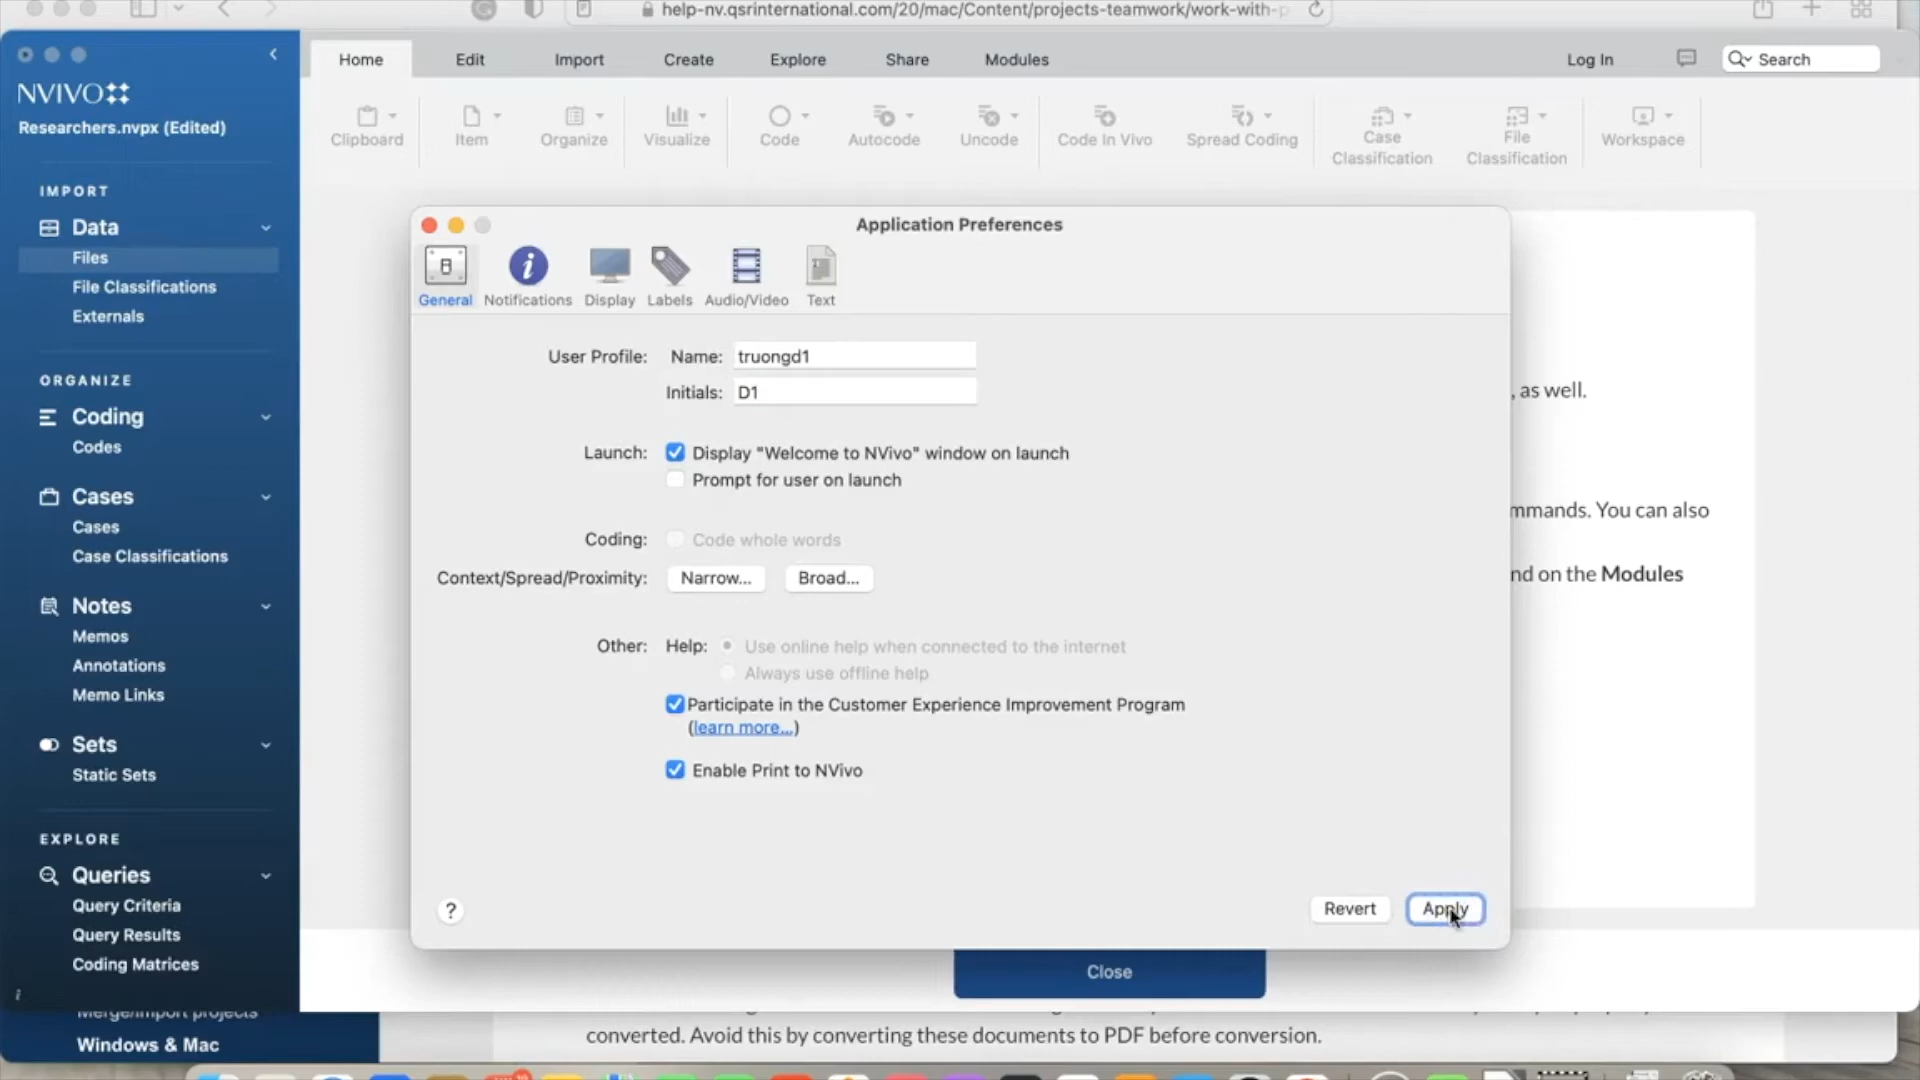 help-nv.qsrinternational.com/20/mac/Content/projects-teamwork/work-with-p
NVIVO
Researchers.nvpx (Edited)
Home Edit Import Create Explore Share Modules Log In Search
Clipboard Item Organize Visualize Code Autocode Uncode Code In Vivo Spread Coding Case Classification File Classification Workspace
IMPORT
Data
Files
File Classifications
Externals
ORGANIZE
Coding
Codes
Cases
Cases
Case Classifications
Notes
Memos
Annotations
Memo Links
Sets
Static Sets
EXPLORE
Queries
Query Criteria
Query Results
Coding Matrices
Merge/import projects
Windows & Mac
Application Preferences
General Notifications Display Labels Audio/Video Text
User Profile: Name: truongd1
Initials: D1
Launch: Display "Welcome to NVivo" window on launch
Prompt for user on launch
Coding: Code whole words
Context/Spread/Proximity: Narrow... Broad...
Other: Help: Use online help when connected to the internet
Always use offline help
Participate in the Customer Experience Improvement Program
(learn more...)
Enable Print to NVivo
? Revert Apply
, as well.
mmands. You can also
nd on the Modules
Close
converted. Avoid this by converting these documents to PDF before conversion.